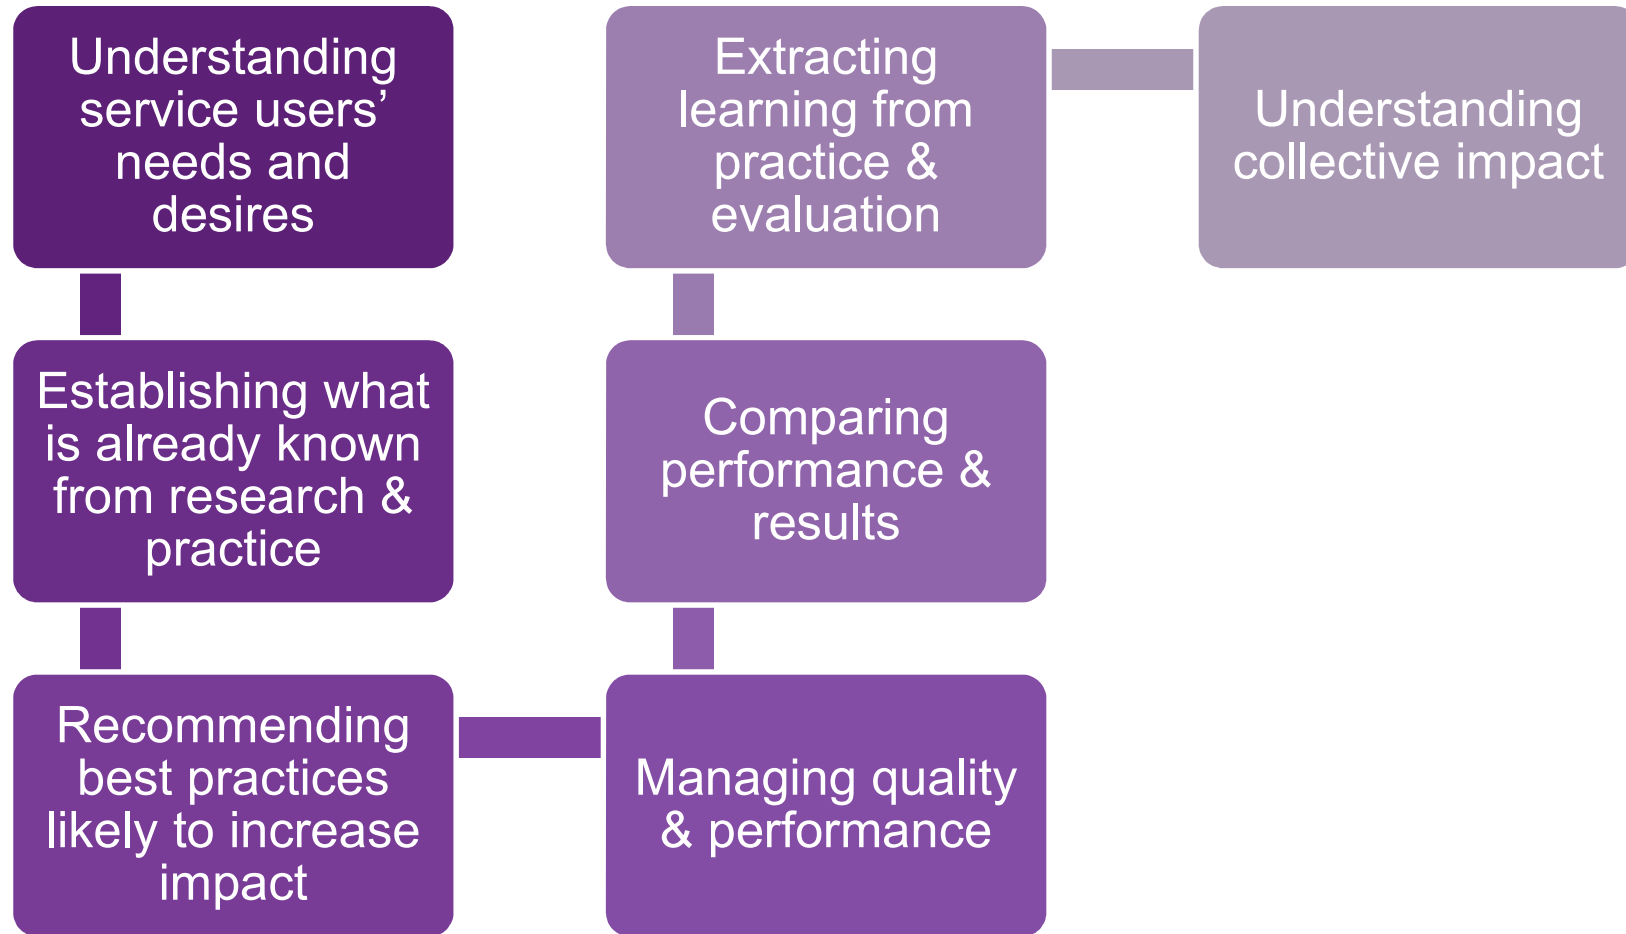 Understanding
service users’
needs and
desires
Establishing what
is already known
from research &
practice
Recommending
best practices
likely to increase
impact
Managing quality
& performance
Comparing
performance &
results
Extracting
learning from
practice &
evaluation
Understanding
collective impact